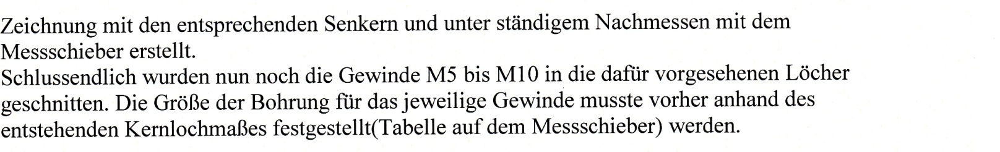 Zeichnung mit den entsprechenden Senkern und unter ständigem Nachmessen mit dem
Messschieber erstellt.
Schlussendlich wurden nun noch die Gewinde M5 bis M10 in die dafür vorgesehenen Löcher
geschnitten. Die Größe der Bohrung für das jeweilige Gewinde musste vorher anhand des
entstehenden Kernlochmaßes festgestellt(Tabelle auf dem Messschieber) werden.